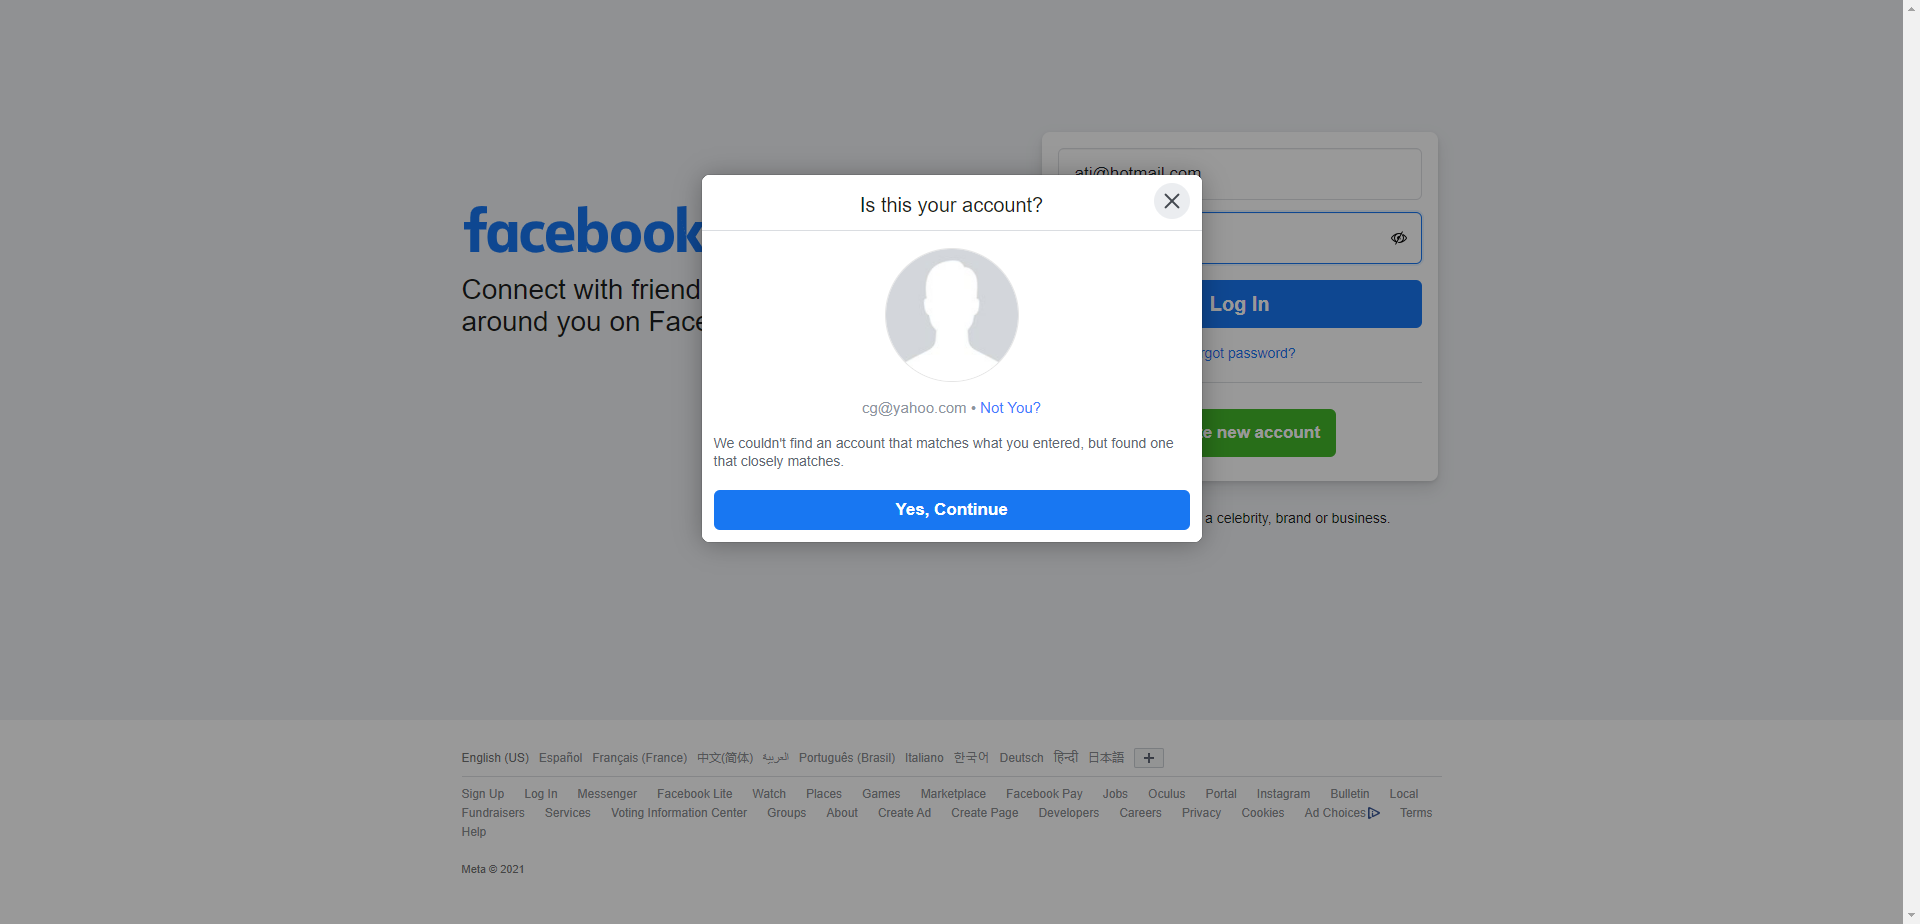 ati@hotmail.com
facebook
Connect with friend
around you on Face
Is this your account?
cg@yahoo.com • Not You?
We couldn't find an account that matches what you entered, but found one
that closely matches.
Yes, Continue
Log In
rgot password?
e new account
a celebrity, brand or business.
English (US) Español Français (France) 中文(简体) العربية Português (Brasil) Italiano 한국어 Deutsch हिन्दी 日本語
Sign Up Log In Messenger Facebook Lite Watch Places Games Marketplace Facebook Pay Jobs Oculus Portal Instagram Bulletin Local
Fundraisers Services Voting Information Center Groups About Create Ad Create Page Developers Careers Privacy Cookies Ad Choices Terms
Help
Meta © 2021